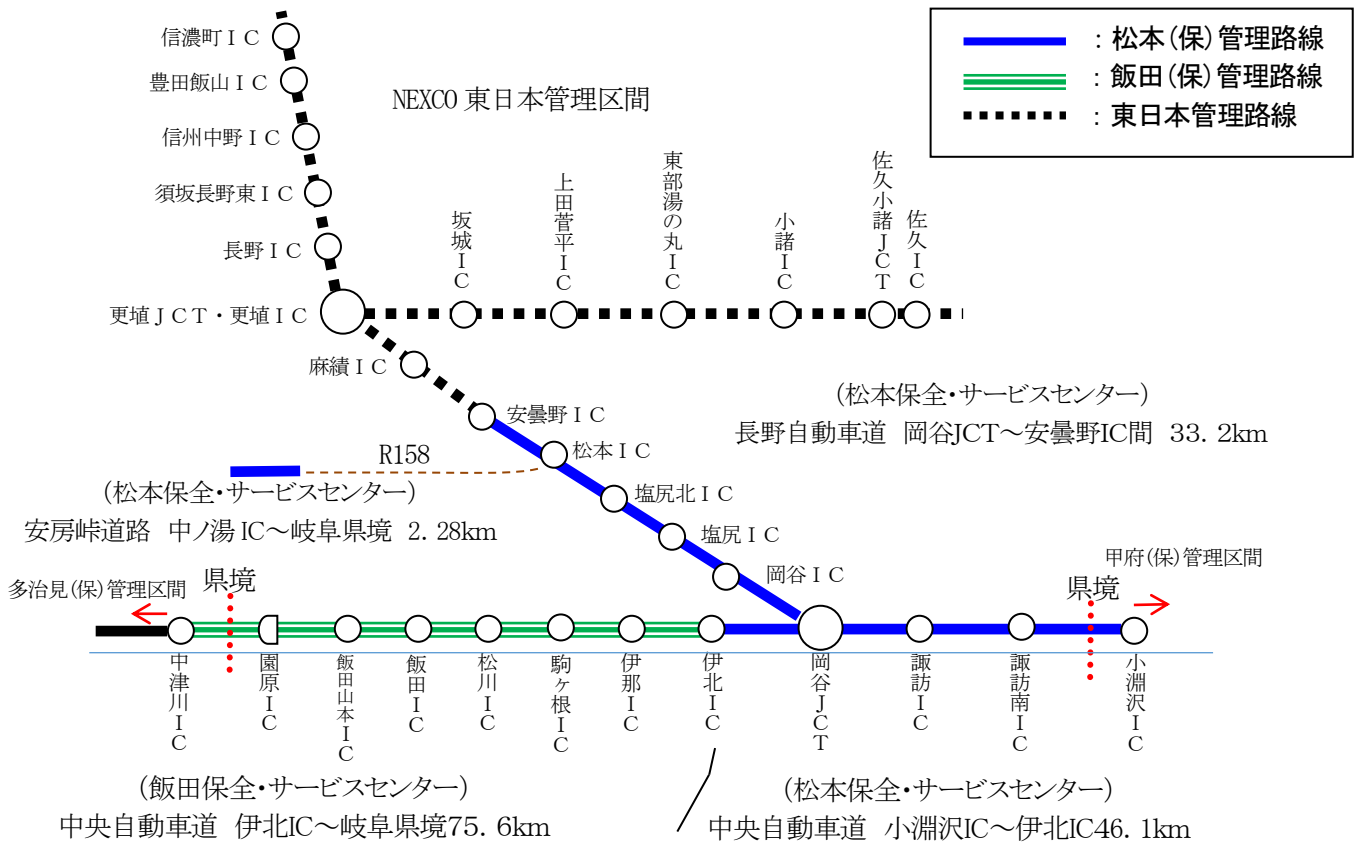 信濃町ＩＣ
豊田飯山ＩＣ
信州中野ＩＣ
須坂長野東ＩＣ
長野ＩＣ
更埴ＪＣＴ・更埴ＩＣ
麻績ＩＣ
NEXCO 東日本管理区間
：松本(保)管理路線
：飯田(保)管理路線
：東日本管理路線
坂城ＩＣ
上田菅平ＩＣ
東部湯の丸ＩＣ
小諸ＩＣ
佐久小諸ＪＣＴ
佐久ＩＣ
(松本保全・サービスセンター)
長野自動車道 岡谷JCT～安曇野IC間 33.2km
安曇野ＩＣ
松本ＩＣ
塩尻北ＩＣ
塩尻ＩＣ
岡谷ＩＣ
R158
(松本保全・サービスセンター)
安房峠道路 中ノ湯IC～岐阜県境 2.28km
多治見(保)管理区間
県境
県境
甲府(保)管理区間
中津川ＩＣ
園原ＩＣ
飯田山本ＩＣ
飯田ＩＣ
松川ＩＣ
駒ヶ根ＩＣ
伊那ＩＣ
伊北ＩＣ
岡谷ＪＣＴ
諏訪ＩＣ
諏訪南ＩＣ
小淵沢ＩＣ
(飯田保全・サービスセンター)
中央自動車道 伊北IC～岐阜県境75.6km
(松本保全・サービスセンター)
中央自動車道 小淵沢IC～伊北IC46.1km